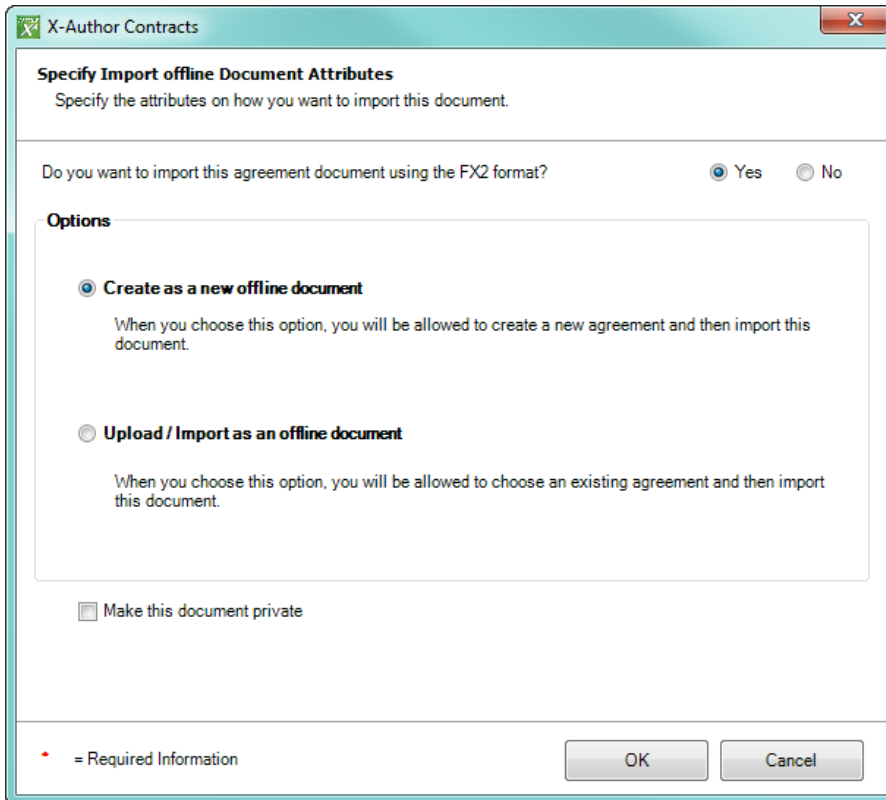 X-Author Contracts
X
Specify Import offline Document Attributes
Specify the attributes on how you want to import this document.
Do you want to import this agreement document using the FX2 format? Yes No
Options
Create as a new offline document
When you choose this option, you will be allowed to create a new agreement and then import this
document.
Upload / Import as an offline document
When you choose this option, you will be allowed to choose an existing agreement and then import
this document.
Make this document private
* = Required Information
OK Cancel